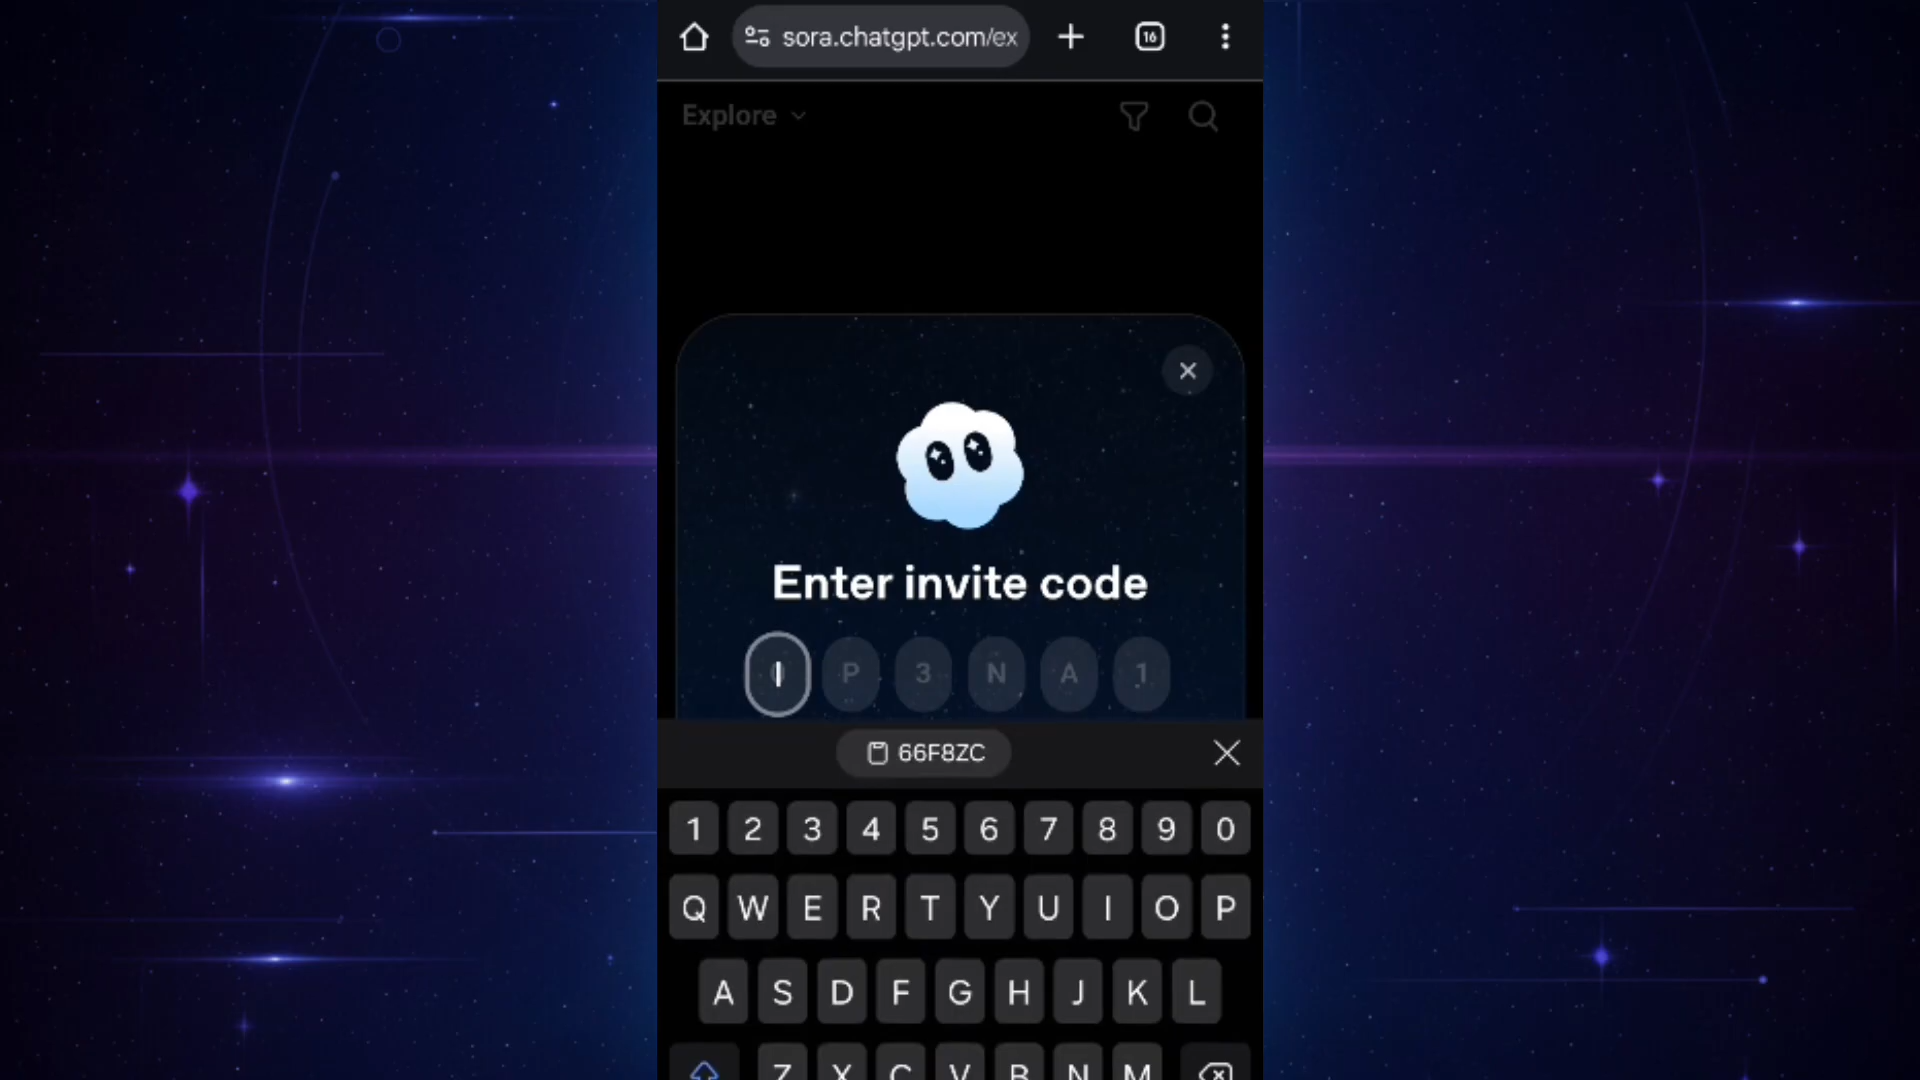 sora.chatgpt.com/ex
16
Explore
Enter invite code
P 3 N A 1
66F8ZC
1 2 3 4 5 6 7 8 9 0
Q W E R T Y U I O P
A S D F G H J K L
Z X C V B N M